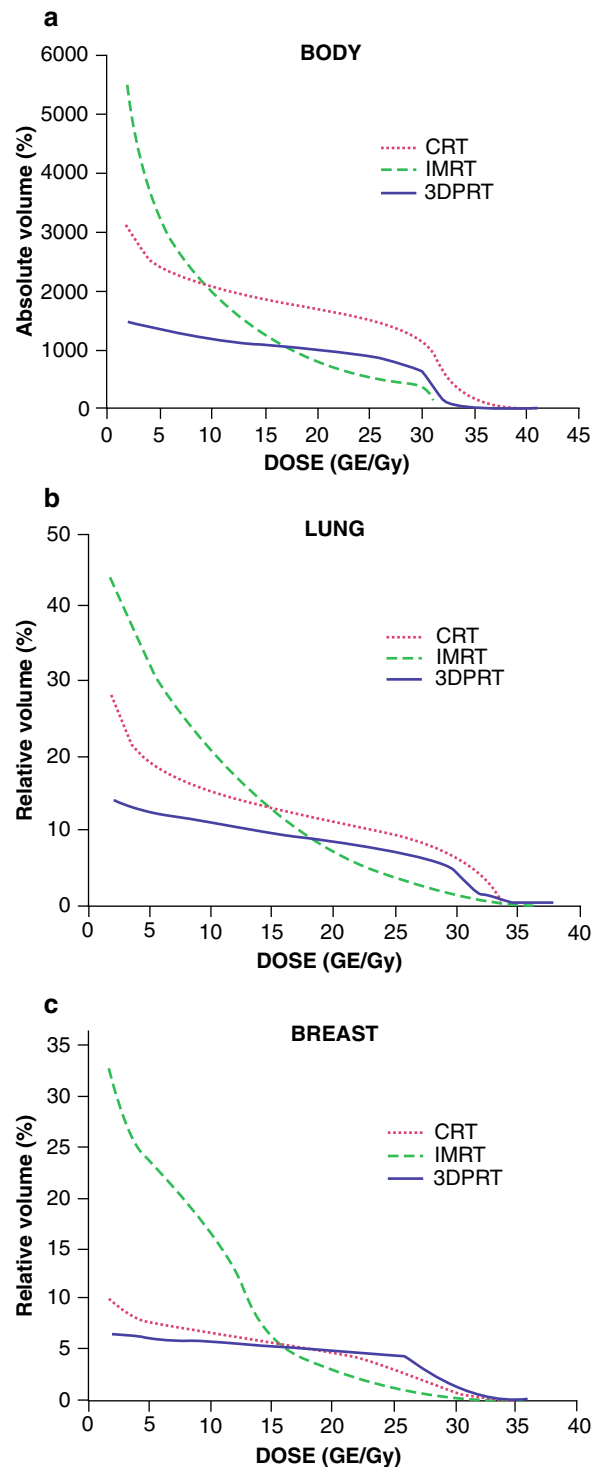 a
BODY
6000
5000
4000
3000
2000
1000
0
Absolute volume (%)
CRT
IMRT
3DPRT
0 5 10 15 20 25 30 35 40 45
DOSE (GE/Gy)
b
LUNG
50
40
30
20
10
0
Relative volume (%)
CRT
IMRT
3DPRT
0 5 10 15 20 25 30 35 40
DOSE (GE/Gy)
c
BREAST
35
30
25
20
15
10
5
0
Relative volume (%)
CRT
IMRT
3DPRT
0 5 10 15 20 25 30 35 40
DOSE (GE/Gy)